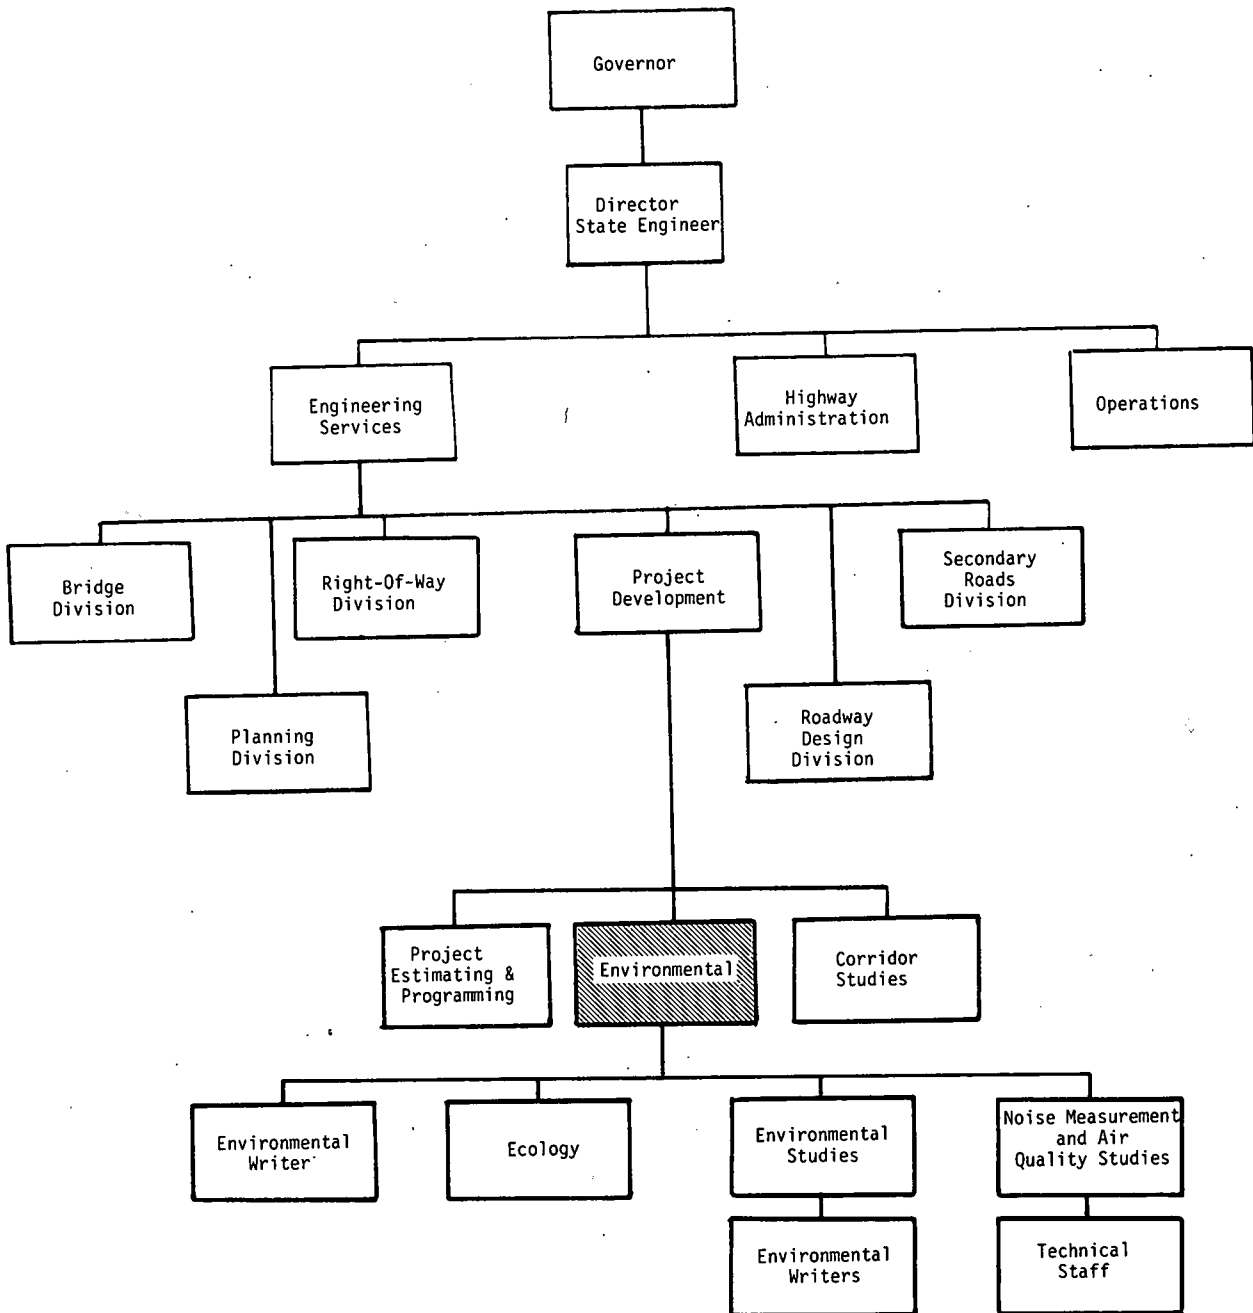 Governor
Director
State Engineer
Engineering
Services
Highway
Administration
Operations
Bridge
Division
Right-Of-Way
Division
Project
Development
Secondary
Roads
Division
Planning
Division
Roadway
Design
Division
Project
Estimating &
Programming
Environmental
Corridor
Studies
Environmental
Writer
Ecology
Environmental
Studies
Noise Measurement
and Air
Quality Studies
Environmental
Writers
Technical
Staff